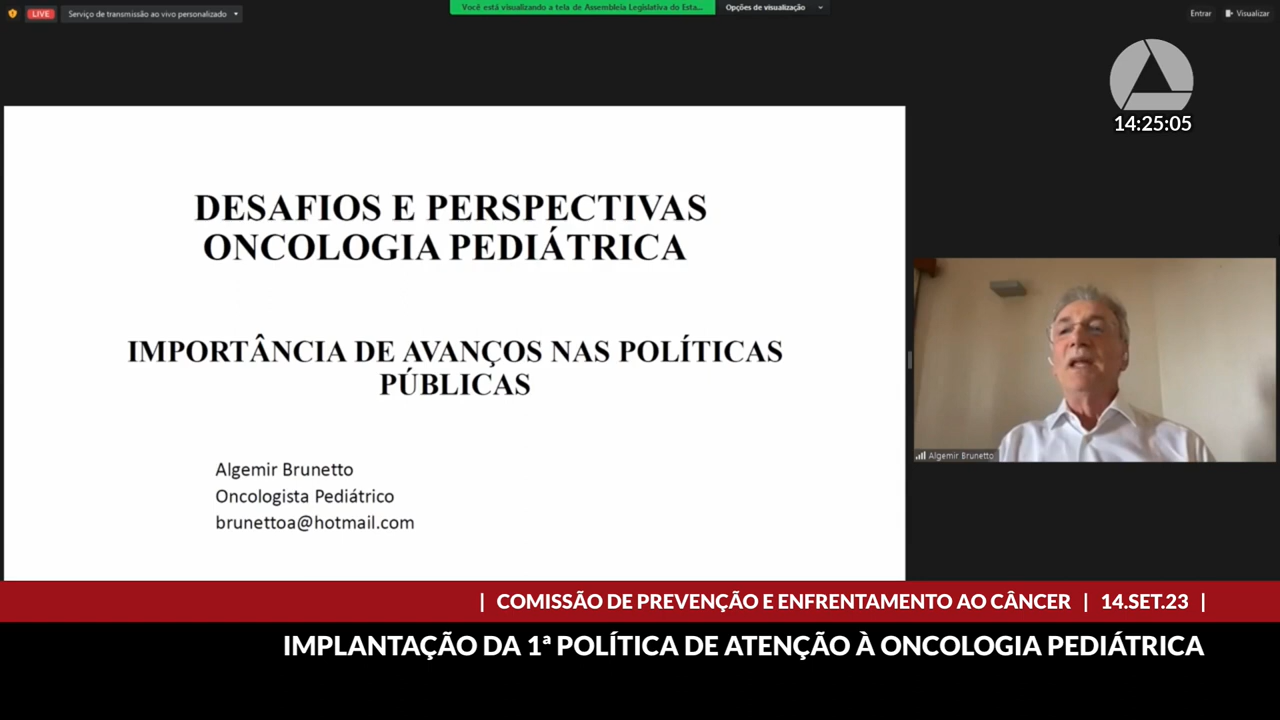 LIVE
Serviço de transmissão ao vivo personalizado
Você está visualizando a tela de Assembleia Legislativa do Esta...
Opções de visualização
Entrar
Visualizar
14:25:05
DESAFIOS E PERSPECTIVAS
ONCOLOGIA PEDIÁTRICA
IMPORTÂNCIA DE AVANÇOS NAS POLÍTICAS
PÚBLICAS
Algemir Brunetto
Oncologista Pediátrico
brunettoa@hotmail.com
Algemir Brunetto
| COMISSÃO DE PREVENÇÃO E ENFRENTAMENTO AO CÂNCER | 14.SET.23 |
IMPLANTAÇÃO DA 1ª POLÍTICA DE ATENÇÃO À ONCOLOGIA PEDIÁTRICA